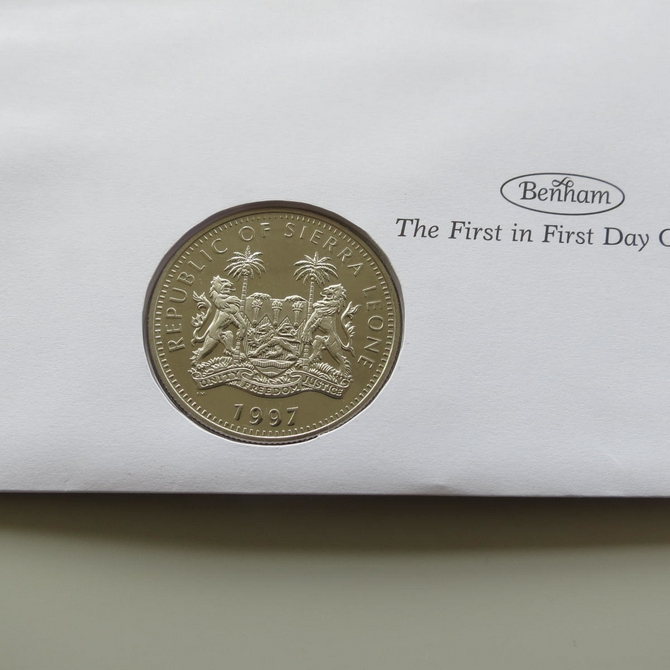 Benham
The First in First Day C
REPUBLIC OF SIERRA LEONE
UNITY FREEDOM JUSTICE
1997